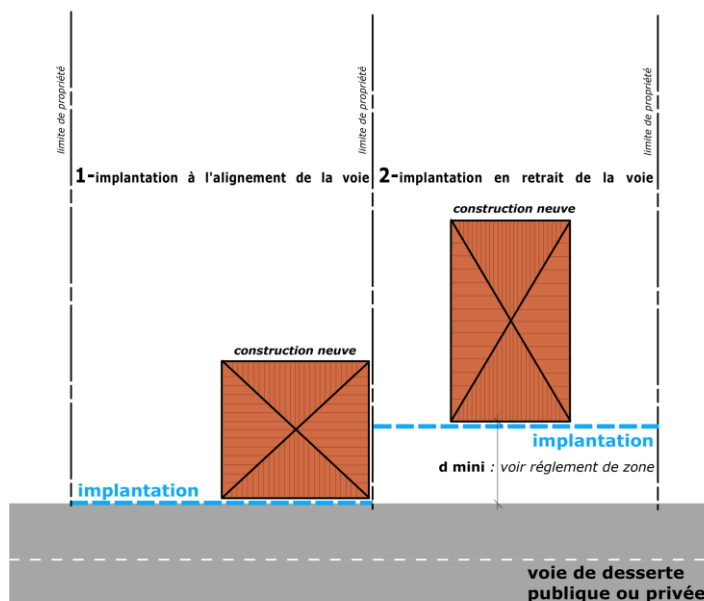 limite de propriété
limite de propriété
limite de propriété
1-implantation à l'alignement de la voie
2-implantation en retrait de la voie
construction neuve
construction neuve
implantation
d mini : voir réglement de zone
implantation
voie de desserte
publique ou privée